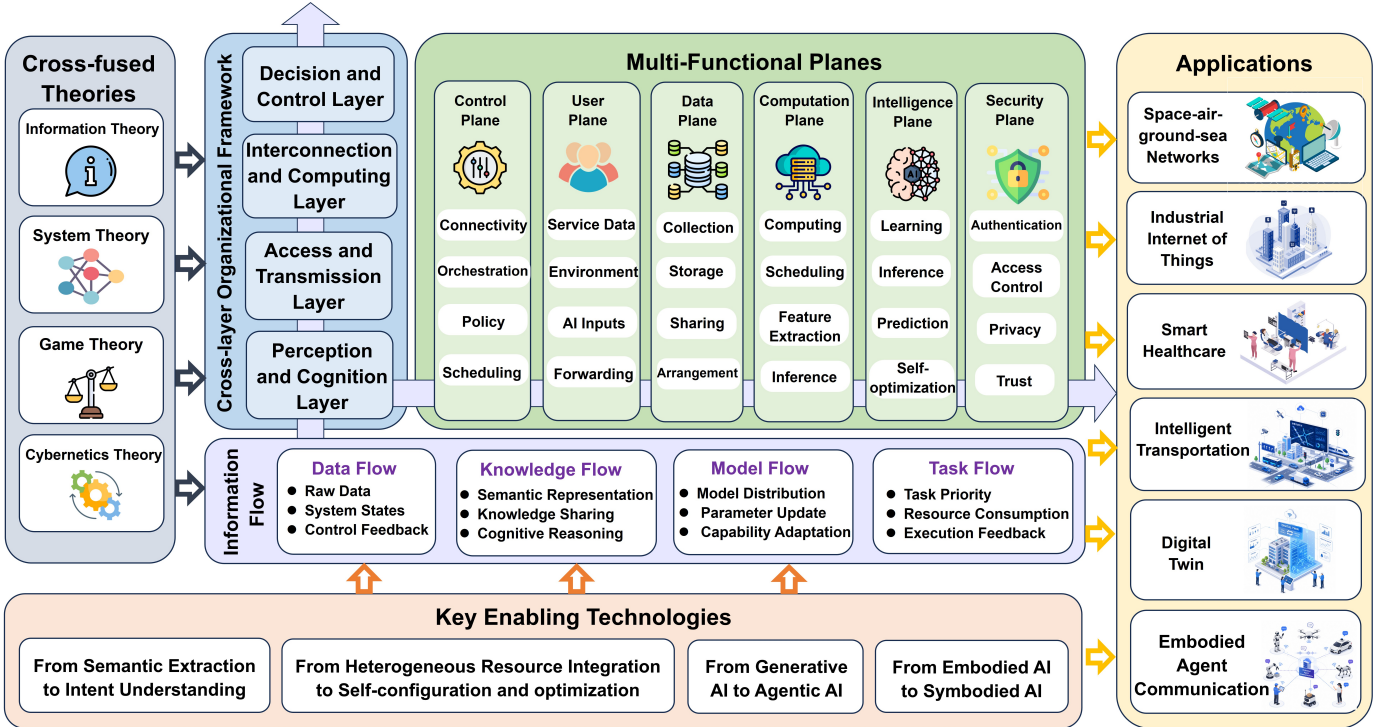 Cross-fused
Theories
Information Theory
System Theory
Game Theory
Cybernetics Theory
Cross-layer Organizational Framework
Decision and
Control Layer
Interconnection
and Computing
Layer
Access and
Transmission
Layer
Perception
and Cognition
Layer
Multi-Functional Planes
Control
Plane
Connectivity
Orchestration
Policy
Scheduling
User
Plane
Service Data
Environment
AI Inputs
Forwarding
Data
Plane
Collection
Storage
Sharing
Arrangement
Computation
Plane
Computing
Scheduling
Feature
Extraction
Inference
Intelligence
Plane
AI
Learning
Inference
Prediction
Self-
optimization
Security
Plane
Authentication
Access
Control
Privacy
Trust
Information
Flow
Data Flow
Raw Data
System States
Control Feedback
Knowledge Flow
Semantic Representation
Knowledge Sharing
Cognitive Reasoning
Model Flow
Model Distribution
Parameter Update
Capability Adaptation
Task Flow
Task Priority
Resource Consumption
Execution Feedback
Key Enabling Technologies
From Semantic Extraction
to Intent Understanding
From Heterogeneous Resource Integration
to Self-configuration and optimization
From Generative
AI to Agentic AI
From Embodied AI
to Symbodied AI
Applications
Space-air-
ground-sea
Networks
Industrial
Internet of
Things
Smart
Healthcare
Intelligent
Transportation
Digital
Twin
Embodied
Agent
Communication